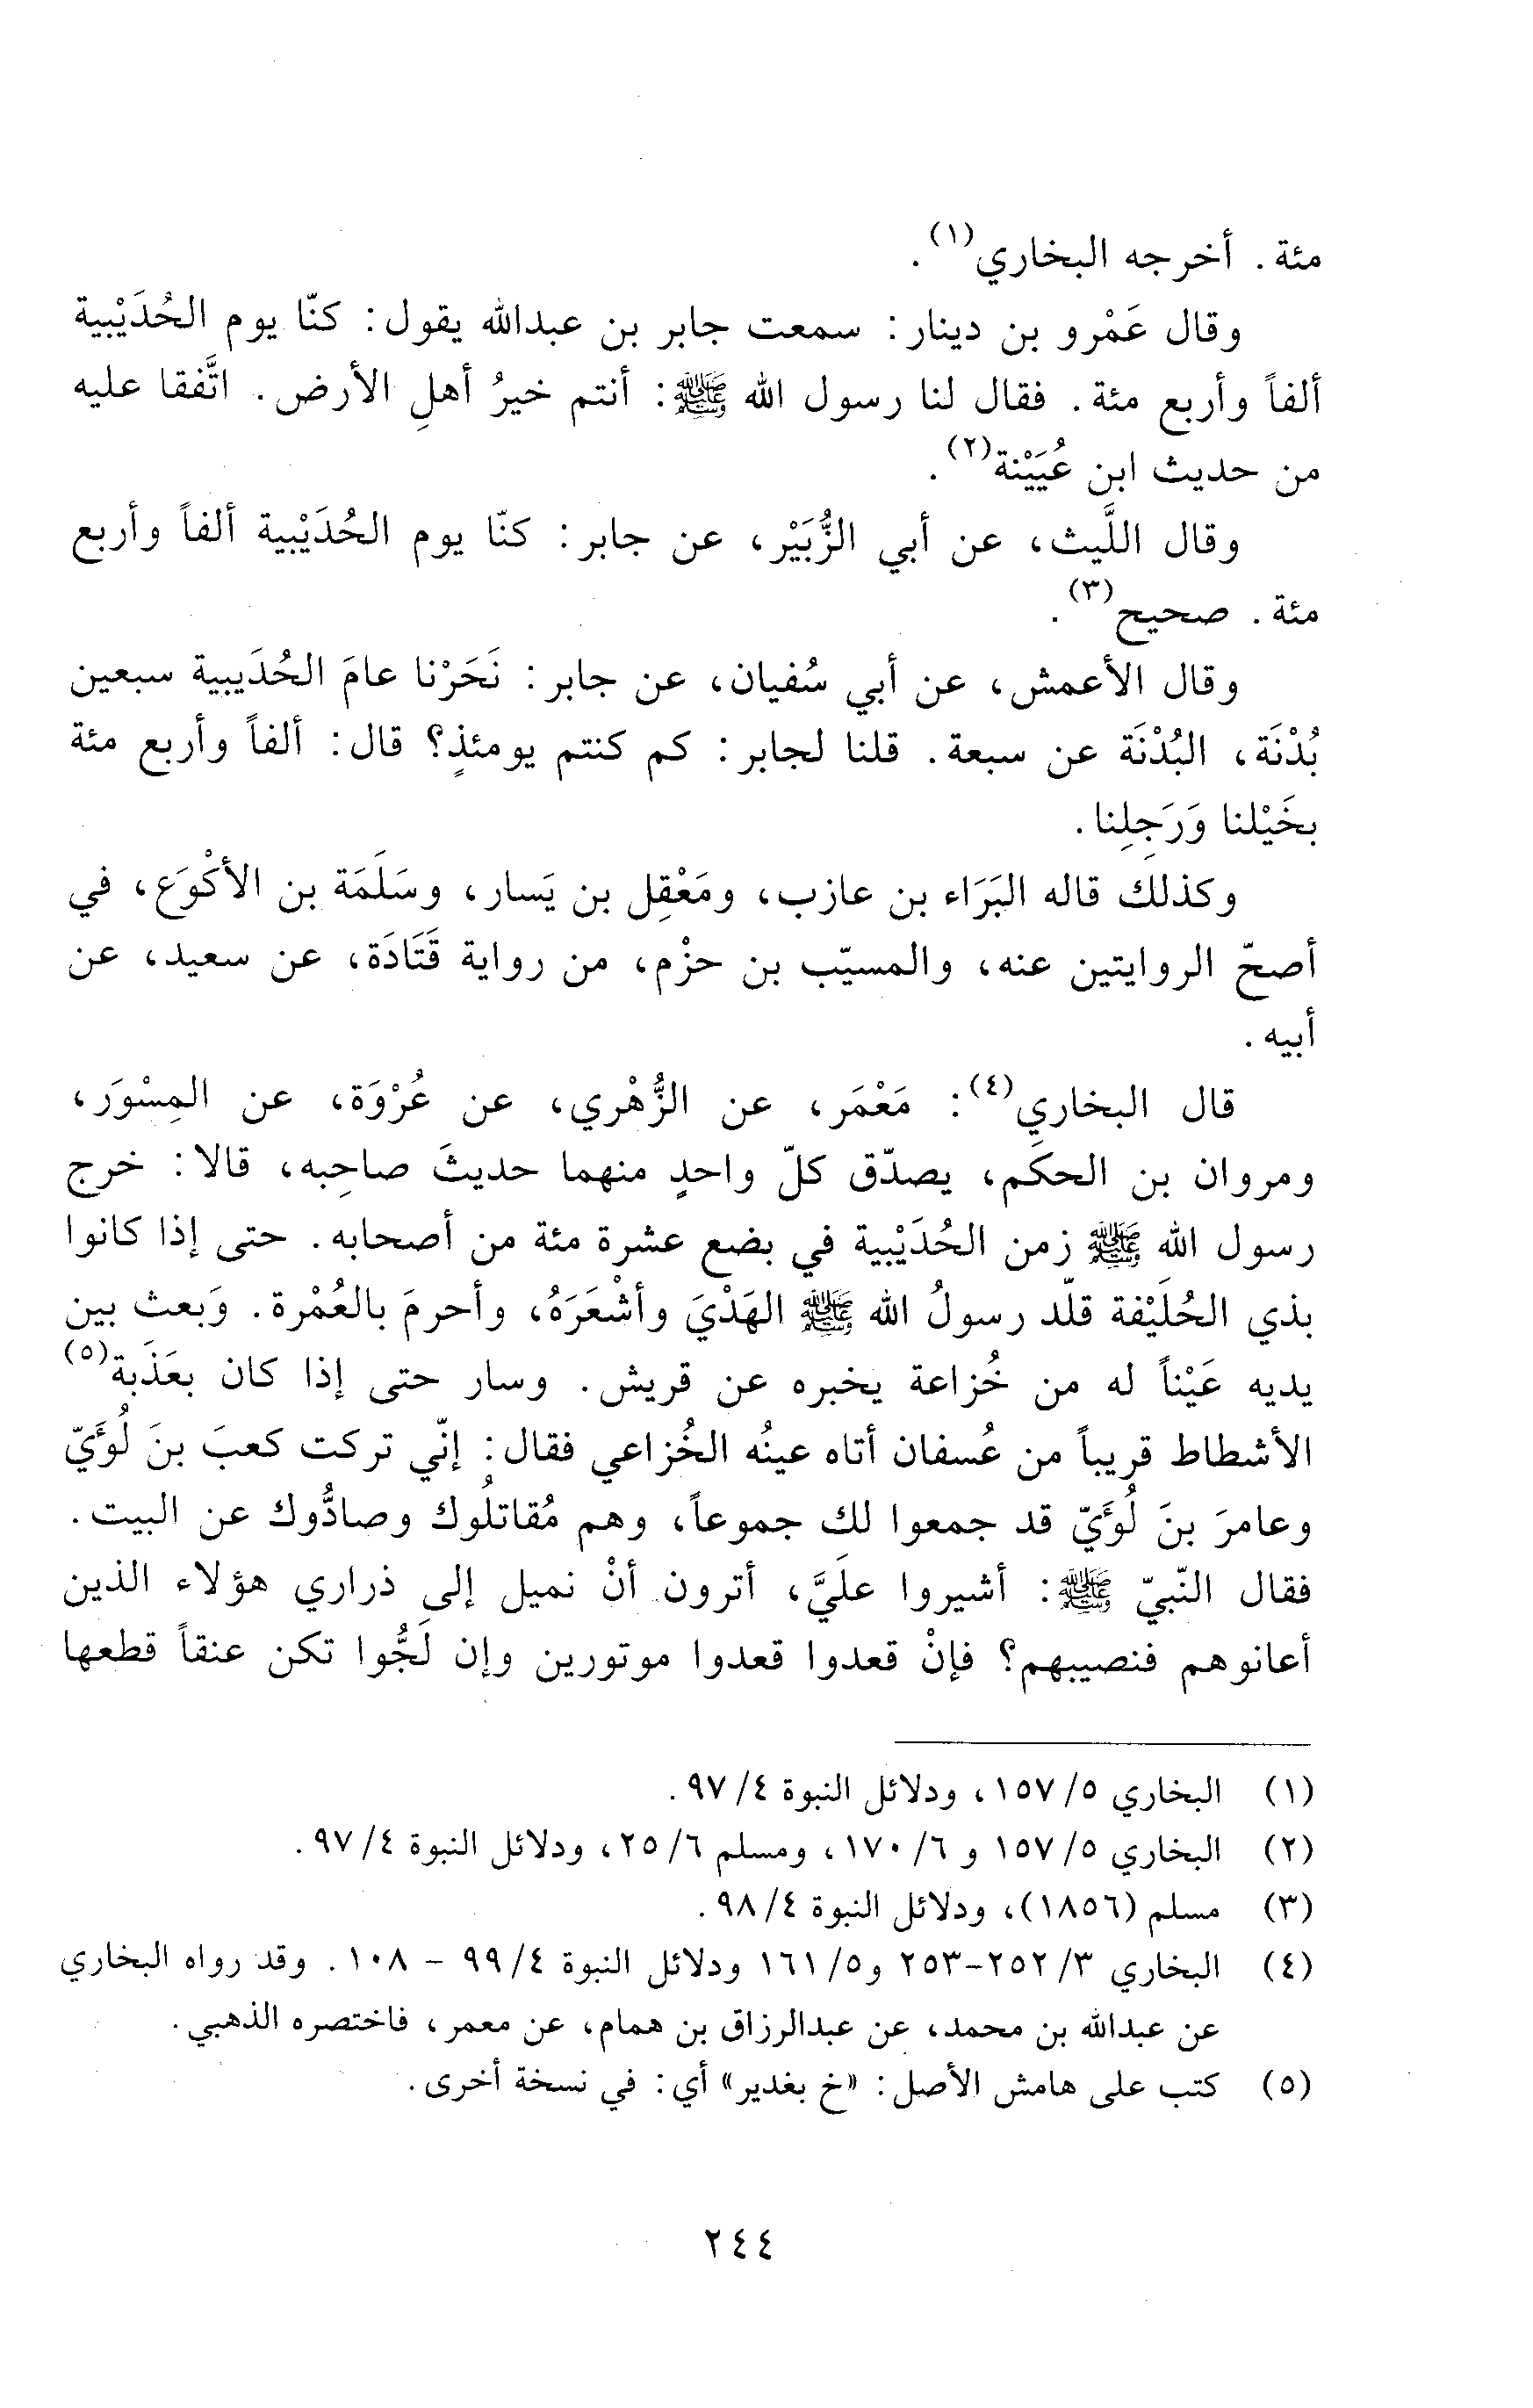 مئة. أخرجه البخاري(١).
وقال عَمْرو بن دينار: سمعت جابر بن عبدالله يقول: كنّا يوم الحُدَيْبية
ألفاً وأربع مئة. فقال لنا رسول الله ﷺ: أنتم خيرُ أهلِ الأرض. اتَّفقا عليه
من حديث ابن عُيَيْنة(٢).
وقال اللَّيث، عن أبي الزُّبَيْر، عن جابر: كنّا يوم الحُدَيْبية ألفاً وأربع
مئة. صحيح(٣).
وقال الأعمش، عن أبي سُفيان، عن جابر: نَحَرْنا عامَ الحُدَيبية سبعين
بُدْنَة، البُدْنَة عن سبعة. قلنا لجابر: كم كنتم يومئذٍ؟ قال: ألفاً وأربع مئة
بخَيْلنا وَرَجِلِنا.
وكذلك قاله البَرَاء بن عازب، ومَعْقِل بن يَسار، وسَلَمَة بن الأكْوَع، في
أصحّ الروايتين عنه، والمسيّب بن حزْم، من رواية قَتَادَة، عن سعيد، عن
أبيه.
قال البخاري(٤): مَعْمَر، عن الزُّهْري، عن عُرْوَة، عن المِسْوَر،
ومروان بن الحكَم، يصدّق كلّ واحدٍ منهما حديثَ صاحِبه، قالا: خرج
رسول الله ﷺ زمن الحُدَيْبية في بضع عشرة مئة من أصحابه. حتى إذا كانوا
بذي الحُلَيْفة قلّد رسولُ الله ﷺ الهَدْيَ وأشْعَرَهُ، وأحرمَ بالعُمْرة. وَبعث بين
يديه عَيْناً له من خُزاعة يخبره عن قريش. وسار حتى إذا كان بعَذَبة(٥)
الأشطاط قريباً من عُسفان أتاه عينُه الخُزاعي فقال: إنّي تركت كعبَ بنَ لُوَيّ
وعامرَ بنَ لُوَيّ قد جمعوا لك جموعاً، وهم مُقاتلُوك وصادُّوك عن البيت.
فقال النّبيّ ﷺ: أشيروا علَيَّ، أترون أنْ نميل إلى ذراري هؤلاء الذين
أعانوهم فنصيبهم؟ فإنْ قعدوا قعدوا موتورين وإن لَجُّوا تكن عنقاً قطعها
(١) البخاري ٥/ ١٥٧، ودلائل النبوة ٤/ ٩٧.
(٢) البخاري ٥/ ١٥٧ و ٦/ ١٧٠، ومسلم ٦/ ٢٥، ودلائل النبوة ٤/ ٩٧.
(٣) مسلم (١٨٥٦)، ودلائل النبوة ٤/ ٩٨.
(٤) البخاري ٣/ ٢٥٢-٢٥٣ و٥/ ١٦١ ودلائل النبوة ٤/ ٩٩ - ١٠٨. وقد رواه البخاري
عن عبدالله بن محمد، عن عبدالرزاق بن همام، عن معمر، فاختصره الذهبي.
(٥) كتب على هامش الأصل: «خ بغدير» أي: في نسخة أخرى.
٢٤٤